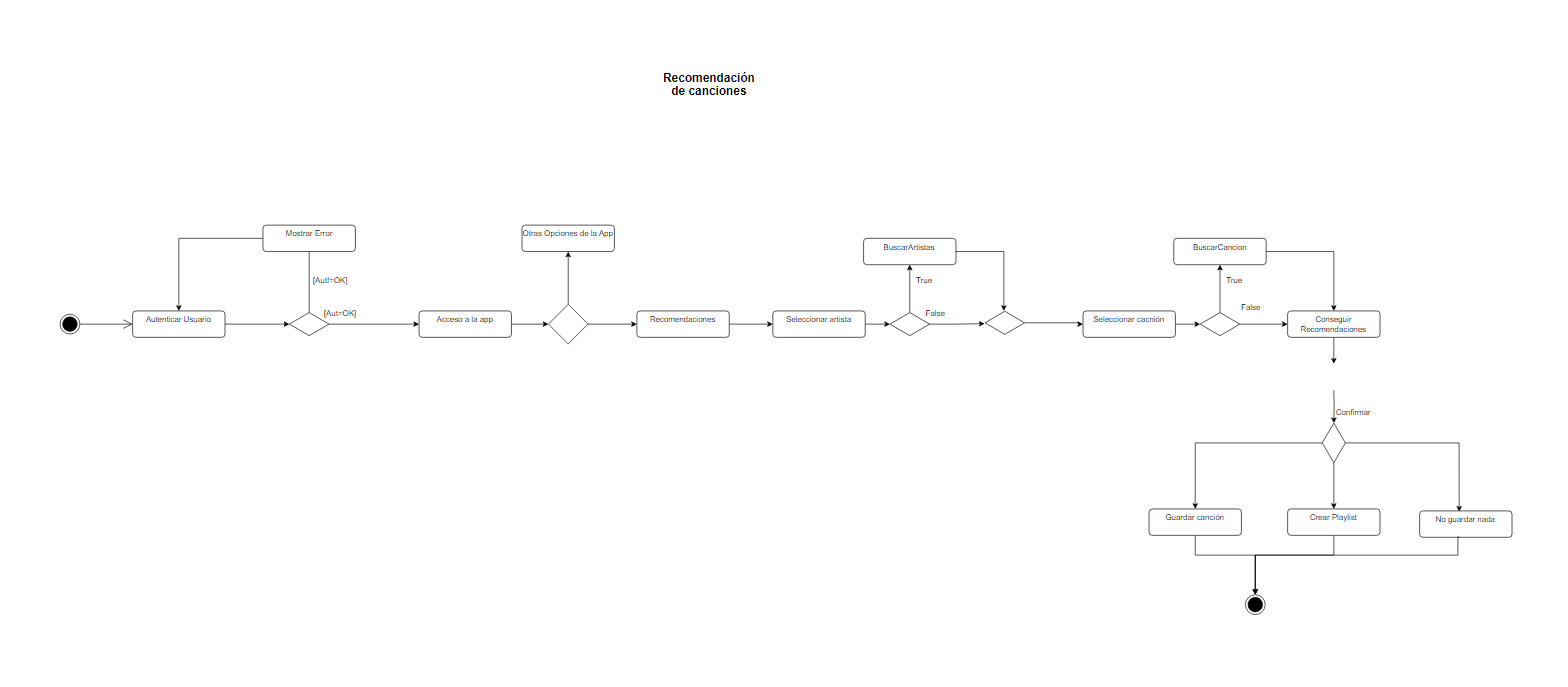 Recomendación
de canciones
Mostrar Error
Otras Opciones de la App
BuscarArtistas
BuscarCancion
[Aut!=OK]
True
True
[Aut=OK]
False
False
Autenticar Usuario
Acceso a la app
Recomendaciones
Seleccionar artista
Seleccionar cacnión
Conseguir
Recomendaciones
Confirmar
Guardar canción
Crear Playlist
No guardar nada